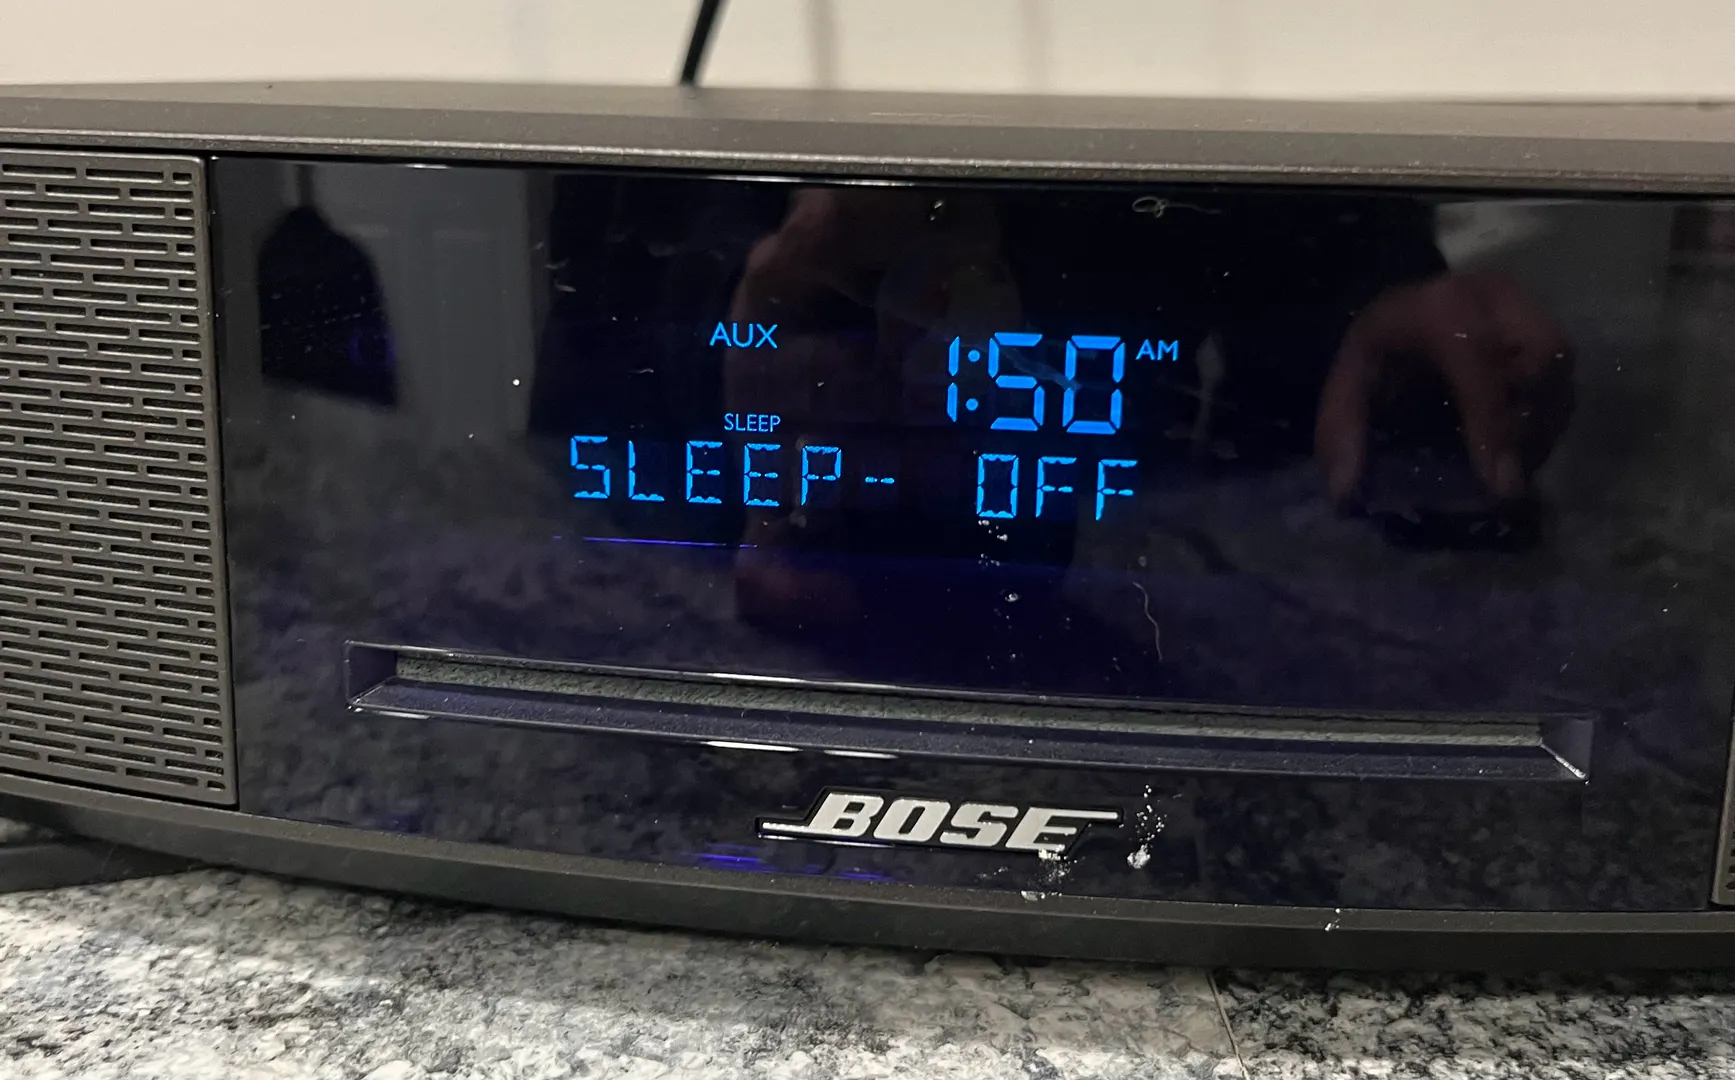 AUX
1:50 AM
SLEEP
SLEEP- OFF
BOSE